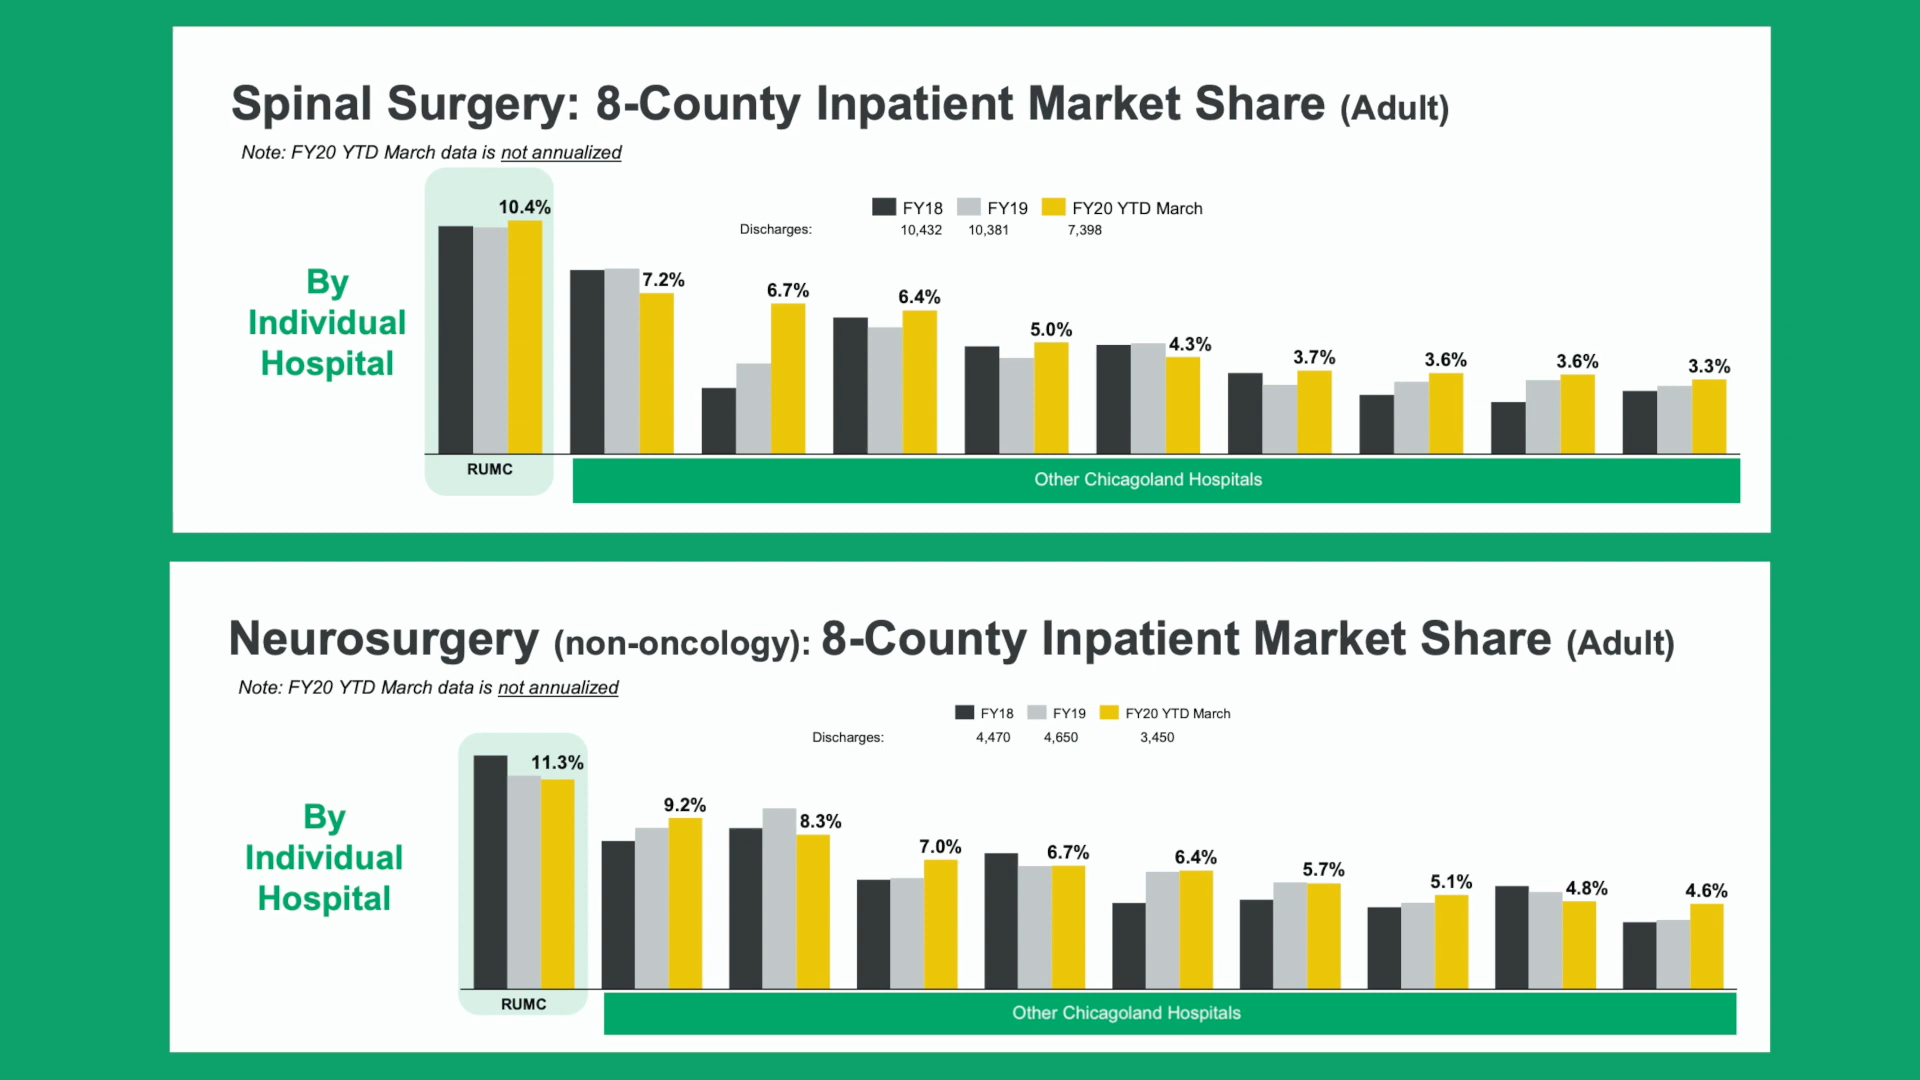 Spinal Surgery: 8-County Inpatient Market Share (Adult)
Note: FY20 YTD March data is not annualized
FY18 FY19 FY20 YTD March
Discharges: 10,432 10,381 7,398
By
Individual
Hospital
10.4%
7.2%
6.7%
6.4%
5.0%
4.3%
3.7%
3.6%
3.6%
3.3%
RUMC
Other Chicagoland Hospitals
Neurosurgery (non-oncology): 8-County Inpatient Market Share (Adult)
Note: FY20 YTD March data is not annualized
FY18 FY19 FY20 YTD March
Discharges: 4,470 4,650 3,450
By
Individual
Hospital
11.3%
9.2%
8.3%
7.0%
6.7%
6.4%
5.7%
5.1%
4.8%
4.6%
RUMC
Other Chicagoland Hospitals